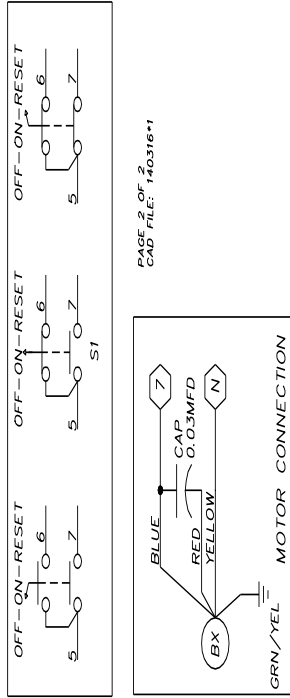 OFF-ON-RESET
5
6
7
OFF-ON-RESET
5
6
7
S1
OFF-ON-RESET
5
6
7
BX
BLUE
RED
YELLOW
CAP
0.03MFD
7
N
GRN/YEL
MOTOR CONNECTION
PAGE 2 OF 2
CAD FILE: 140316*1